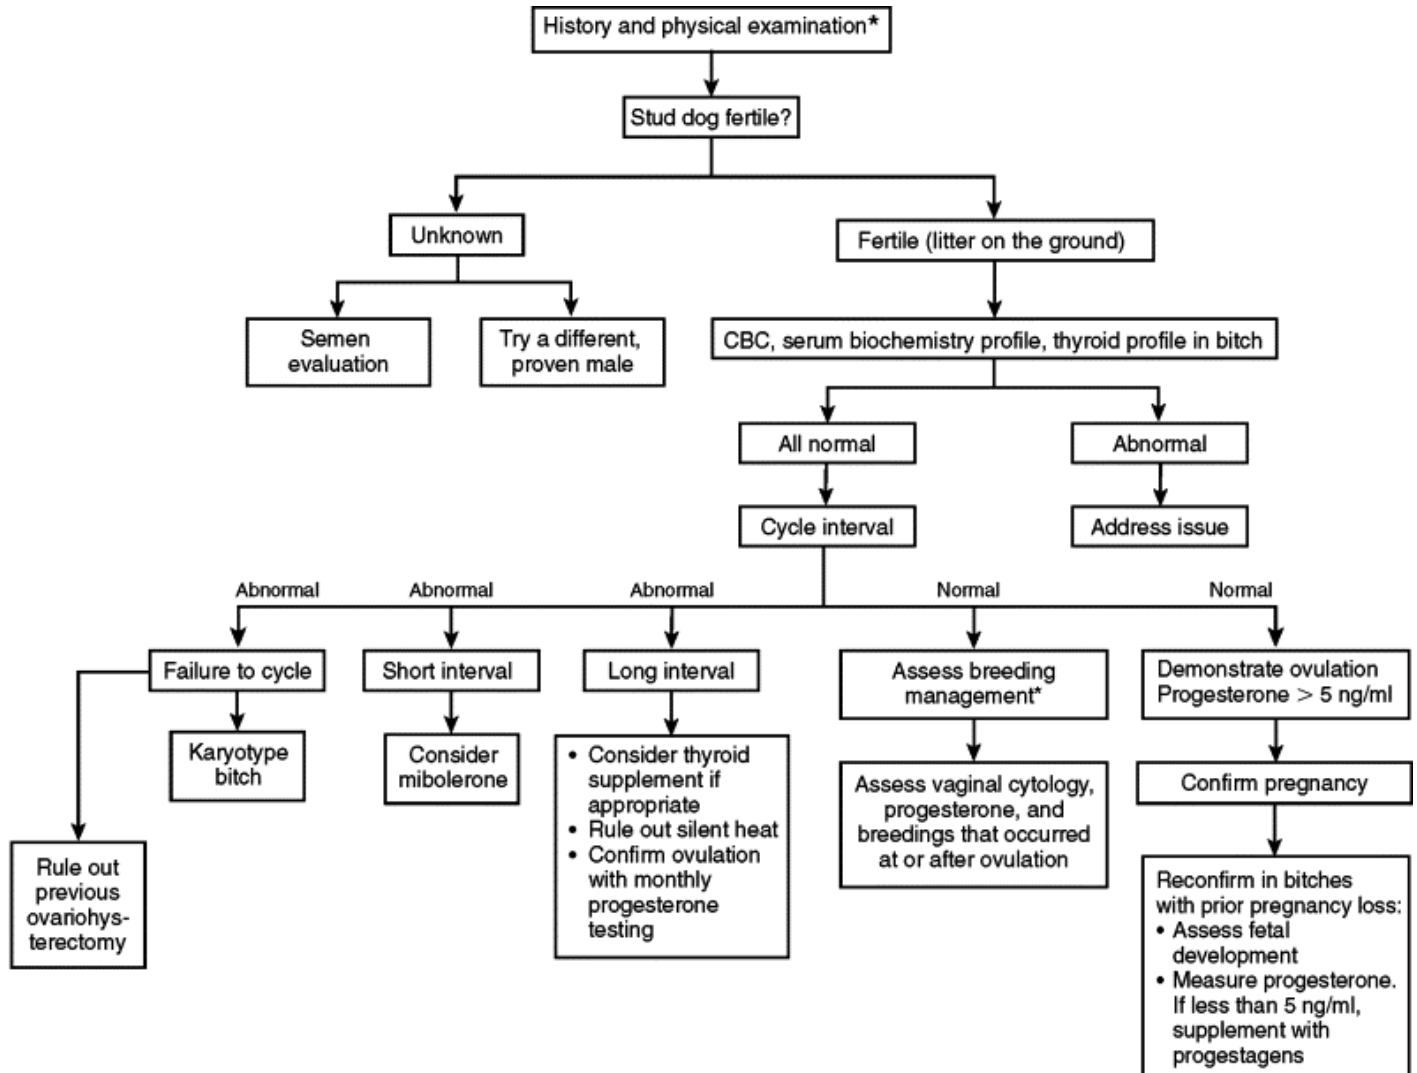 History and physical examination*
Stud dog fertile?
Unknown
Fertile (litter on the ground)
Semen
evaluation
Try a different,
proven male
CBC, serum biochemistry profile, thyroid profile in bitch
All normal
Abnormal
Cycle interval
Address issue
Abnormal
Abnormal
Abnormal
Normal
Normal
Failure to cycle
Short interval
Long interval
Assess breeding
management*
Demonstrate ovulation
Progesterone > 5 ng/ml
Karyotype
bitch
Consider
mibolerone
• Consider thyroid
supplement if
appropriate
• Rule out silent heat
• Confirm ovulation
with monthly
progesterone
testing
Assess vaginal cytology,
progesterone, and
breedings that occurred
at or after ovulation
Confirm pregnancy
Rule out
previous
ovariohys-
terectomy
Reconfirm in bitches
with prior pregnancy loss:
• Assess fetal
development
• Measure progesterone.
If less than 5 ng/ml,
supplement with
progestagens